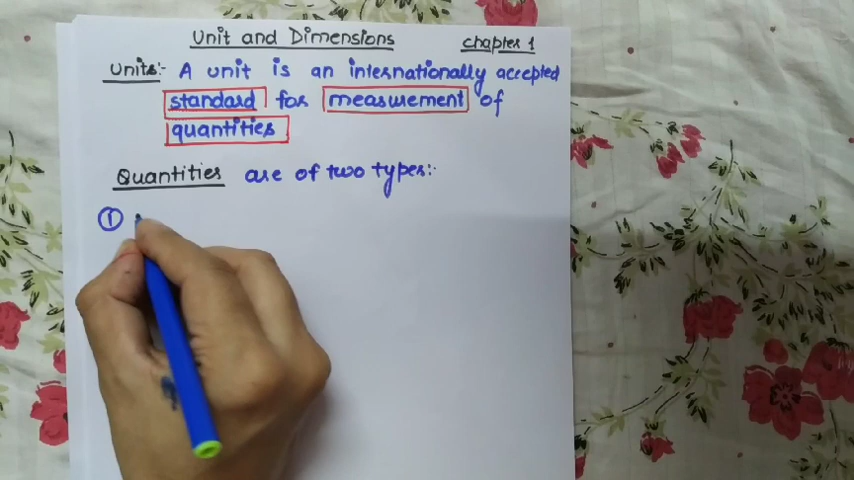 Unit and Dimensions chapter 1
Units:- A unit is an internationally accepted
standard for measurement of
quantities
Quantities are of two types:-
①